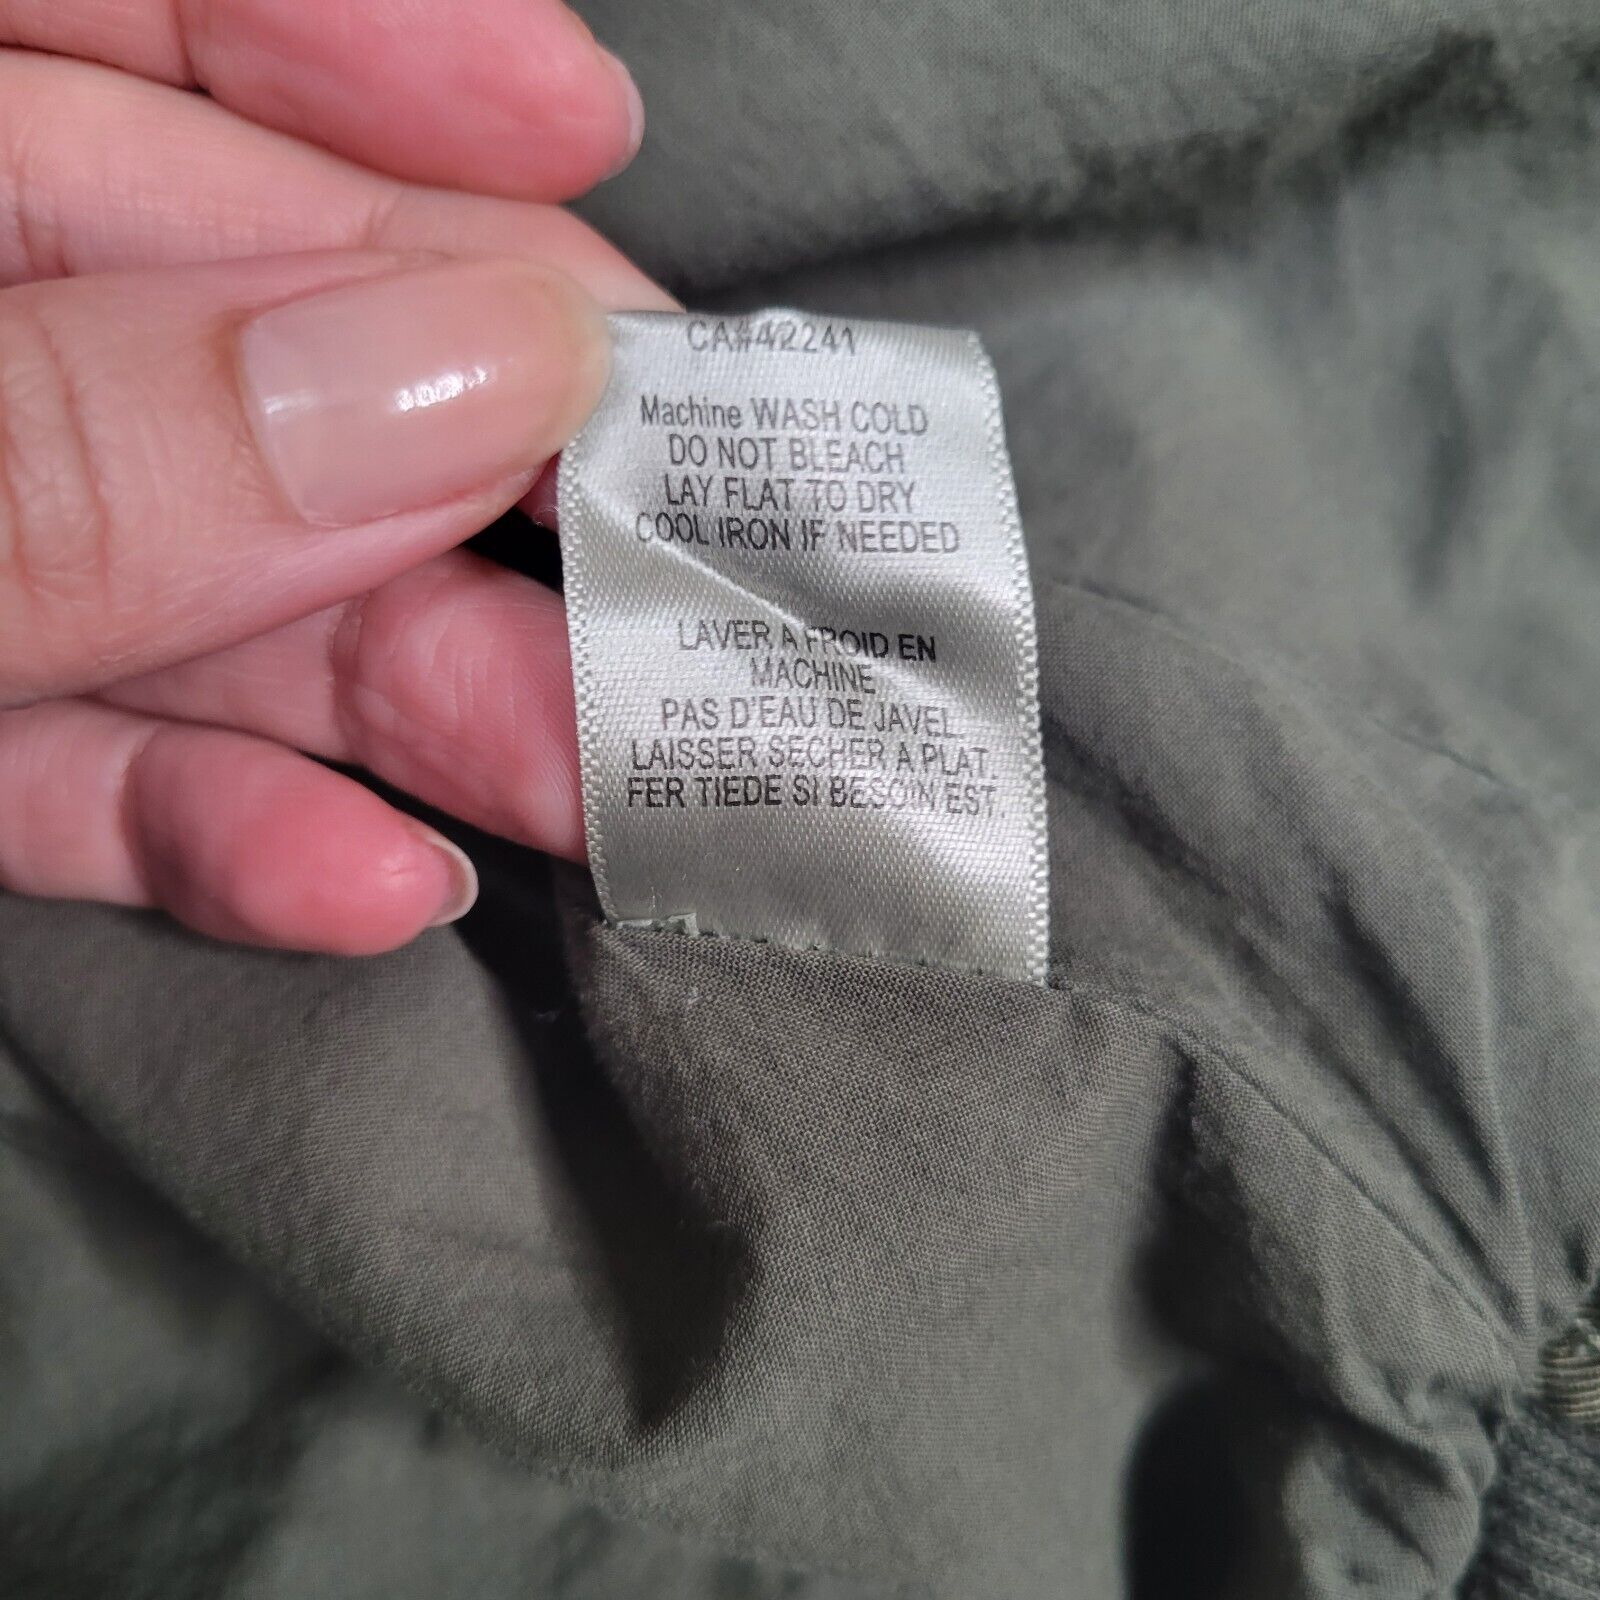 CA#42241
Machine WASH COLD
DO NOT BLEACH
LAY FLAT TO DRY
COOL IRON IF NEEDED
LAVER A FROID EN
MACHINE
PAS D'EAU DE JAVEL.
LAISSER SECHER A PLAT.
FER TIEDE SI BESOIN EST.